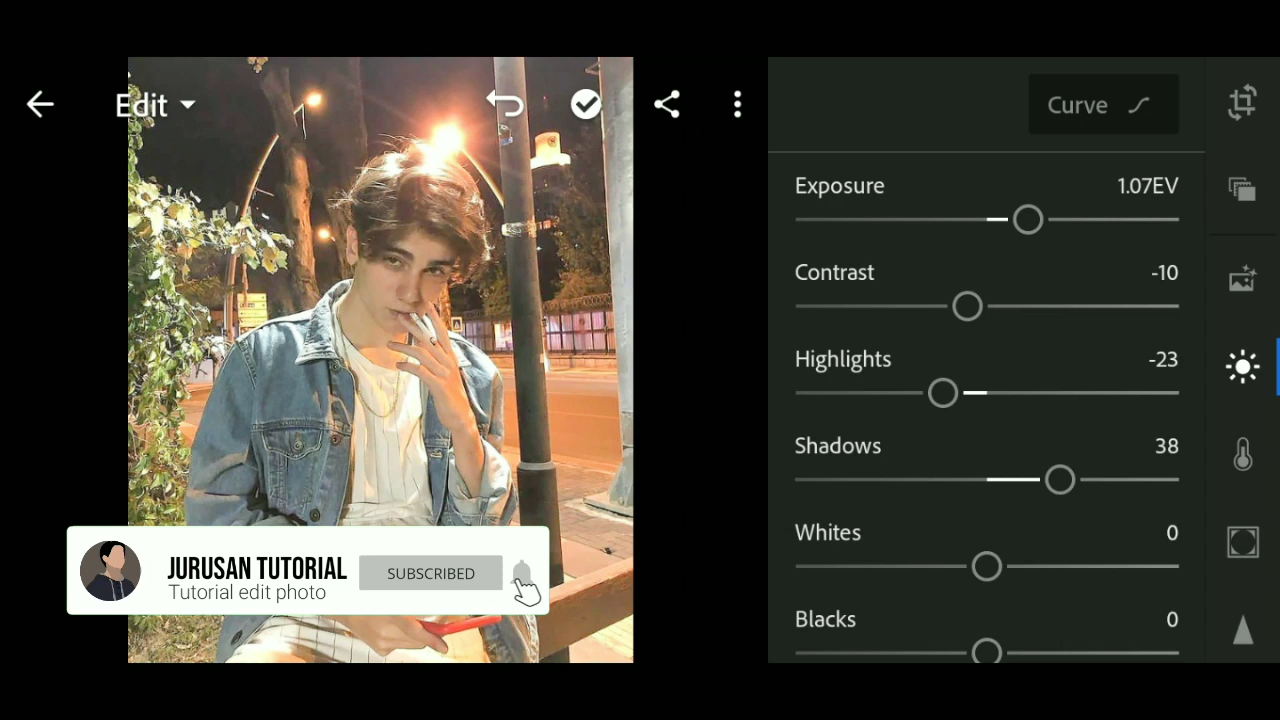 Edit
Curve
Exposure 1.07EV
Contrast -10
Highlights -23
Shadows 38
Whites 0
Blacks 0
JURUSAN TUTORIAL
Tutorial edit photo
SUBSCRIBED